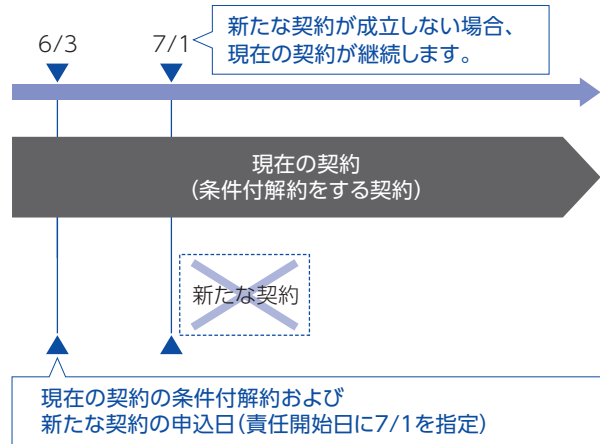 6/3
7/1
新たな契約が成立しない場合、
現在の契約が継続します。
現在の契約
(条件付解約をする契約)
新たな契約
現在の契約の条件付解約および
新たな契約の申込日(責任開始日に7/1を指定)